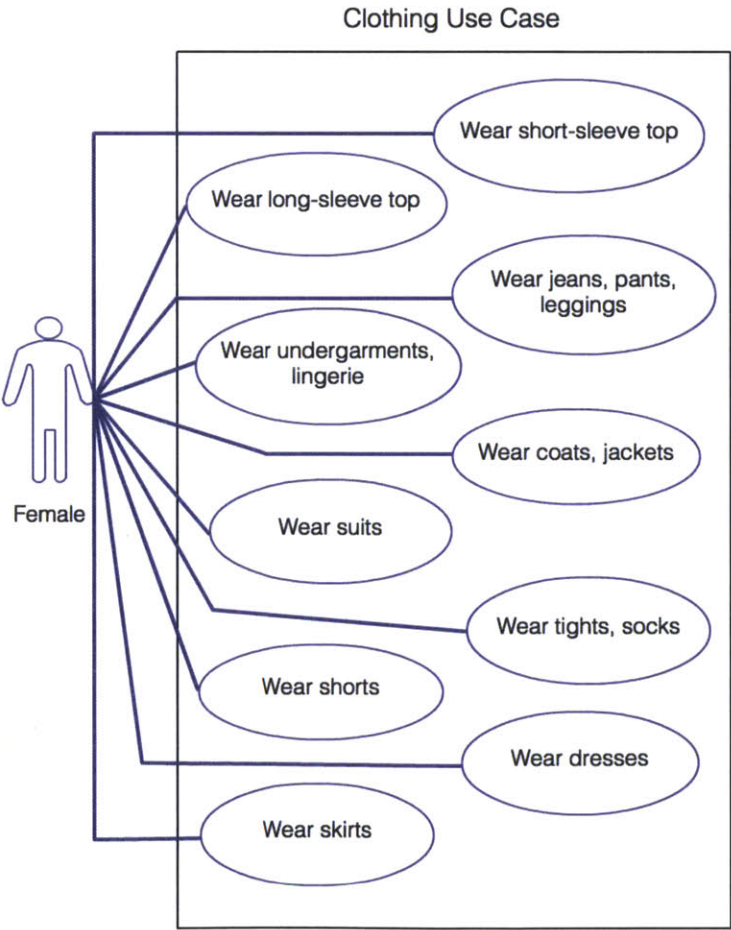 Clothing Use Case
Wear short-sleeve top
Wear long-sleeve top
Wear jeans, pants,
leggings
Wear undergarments,
lingerie
Wear coats, jackets
Female
Wear suits
Wear tights, socks
Wear shorts
Wear dresses
Wear skirts